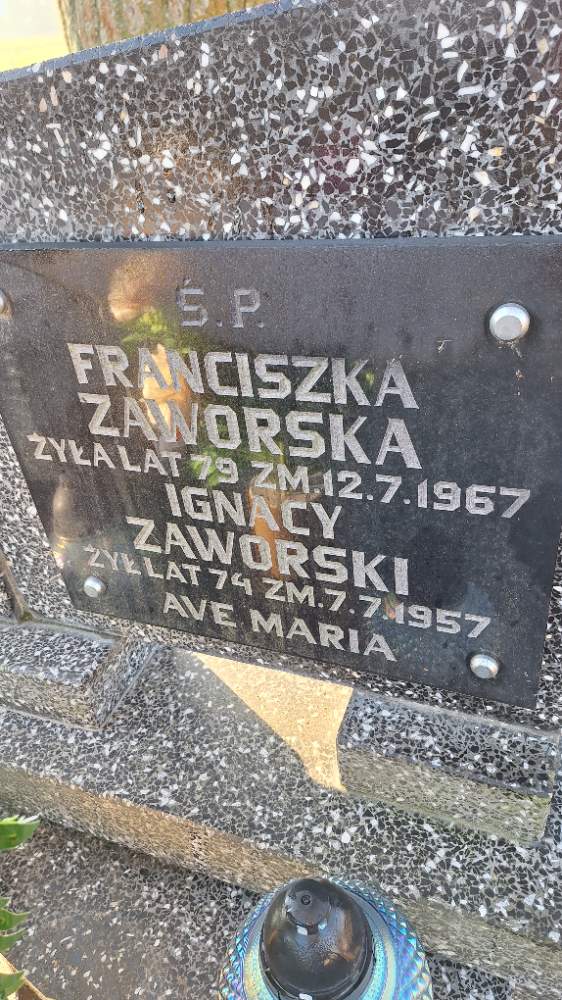 Ś.P.
FRANCISZKA
ZAWORSKA
ŻYŁA LAT 79 ZM.12.7.1967
IGNACY
ZAWORSKI
ŻYŁ LAT 74 ZM.7.7.1957
AVE MARIA